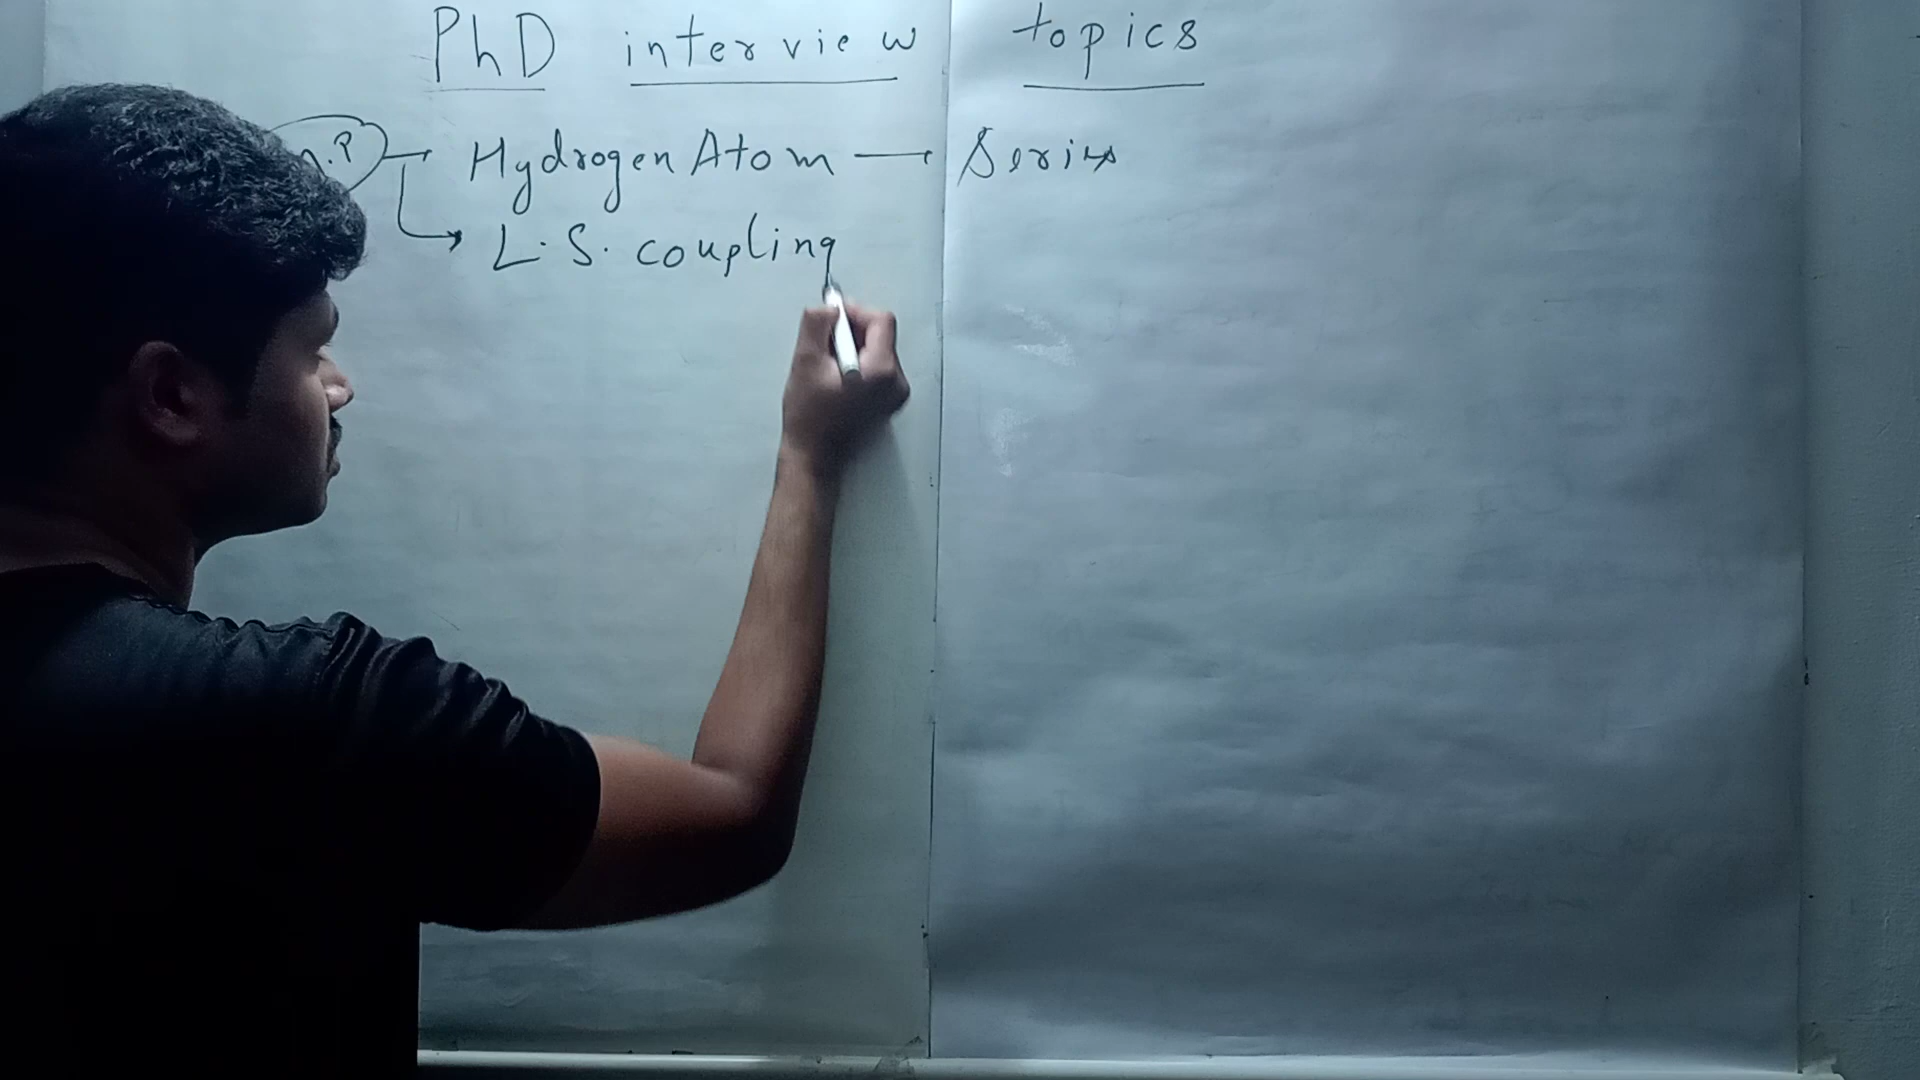 PhD interview topics
Hydrogen Atom → Series
L.S. coupling